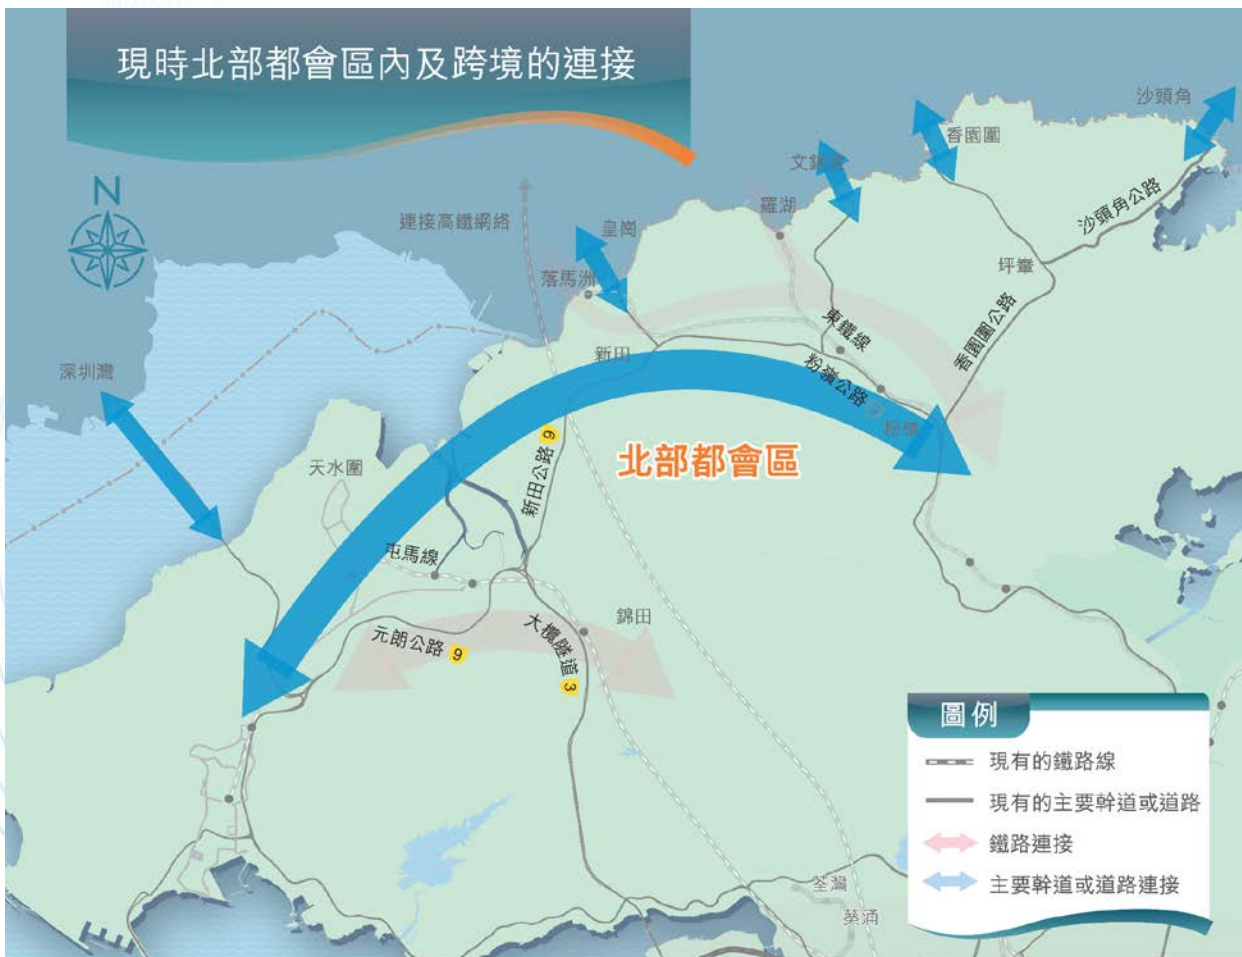 現時北部都會區內及跨境的連接
沙頭角
香園圍
文錦渡
N
羅湖
沙頭角公路
連接高鐵網絡
皇崗
坪輋
落馬洲
東鐵線
香園圍公路
新田
深圳灣
粉嶺公路 9
粉嶺
北部都會區
天水圍
新田公路 9
屯馬線
錦田
元朗公路 9
大欖隧道 3
圖例
現有的鐵路線
現有的主要幹道或道路
鐵路連接
主要幹道或道路連接
荃灣
葵涌